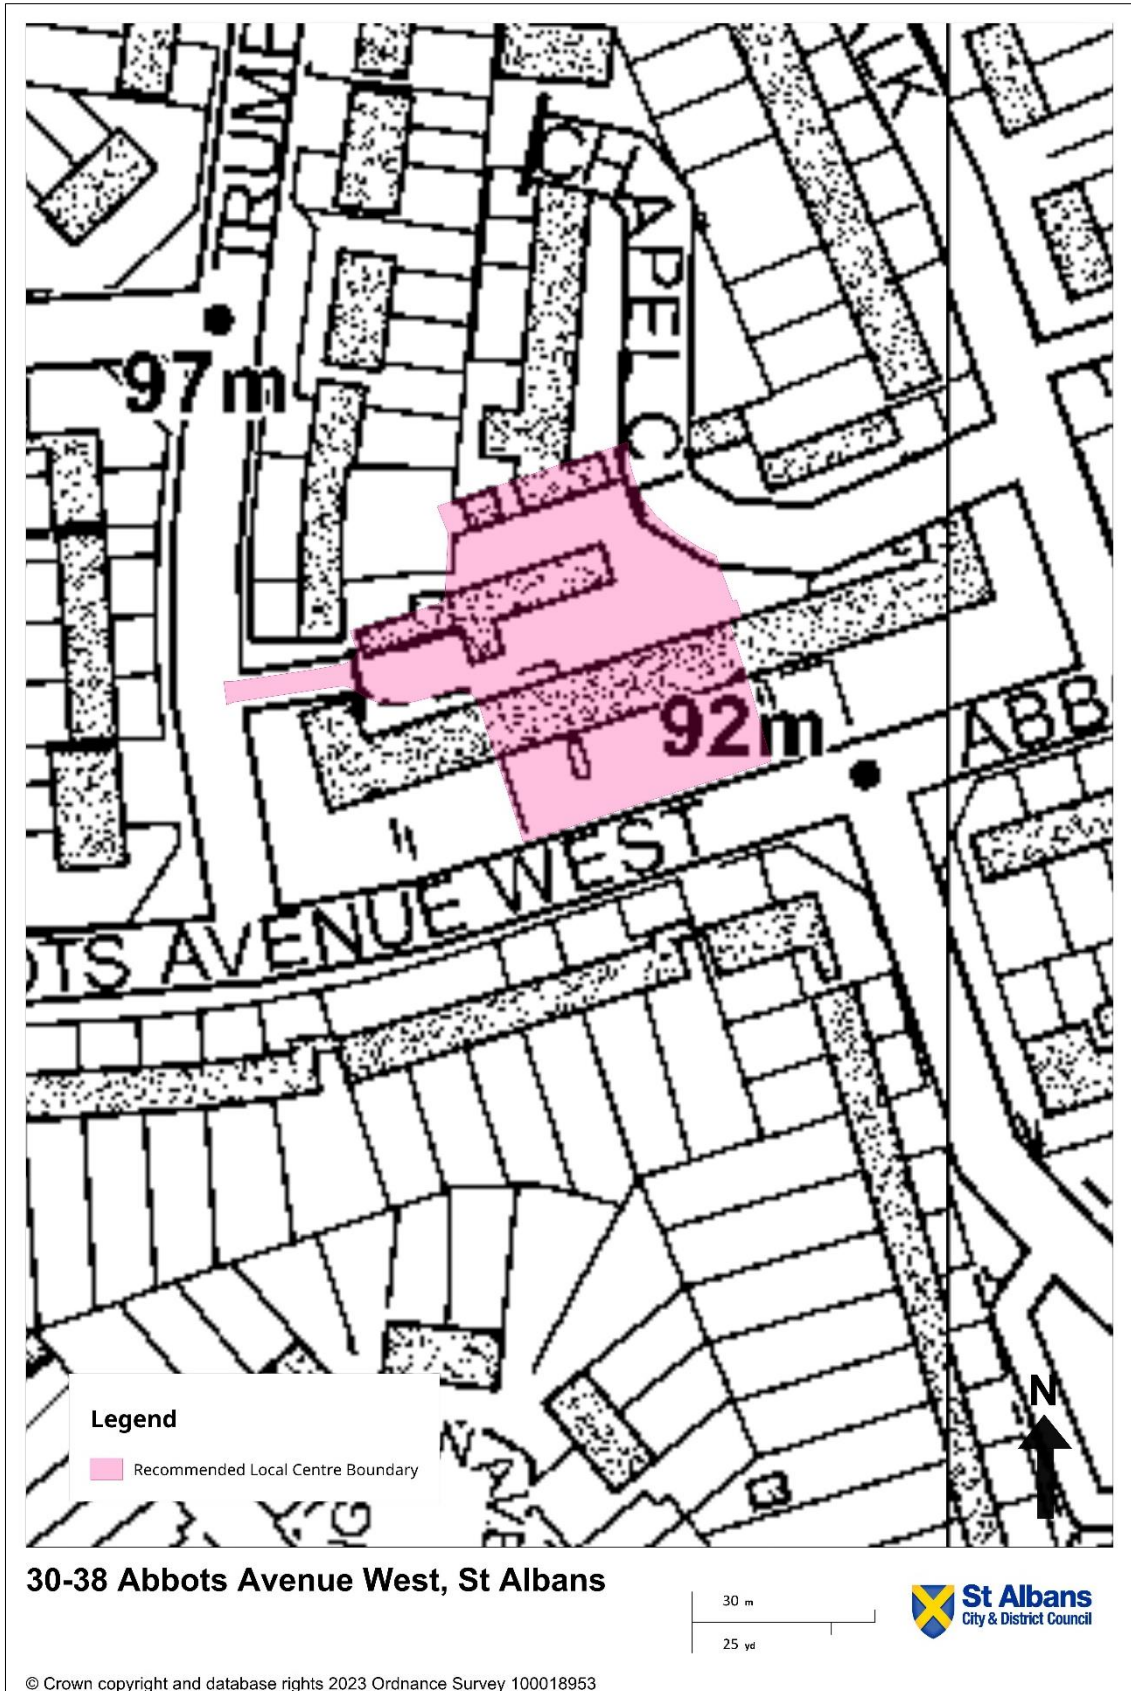 97m
CHAPEL C
92m
ABB
OTS AVENUE WEST
N
Legend
Recommended Local Centre Boundary
30-38 Abbots Avenue West, St Albans
30 m
25 yd
St Albans
City & District Council
© Crown copyright and database rights 2023 Ordnance Survey 100018953